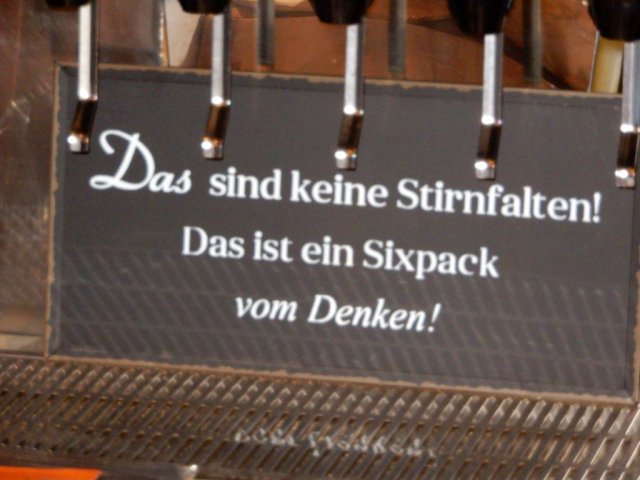 Das sind keine Stirnfalten!
Das ist ein Sixpack
vom Denken!